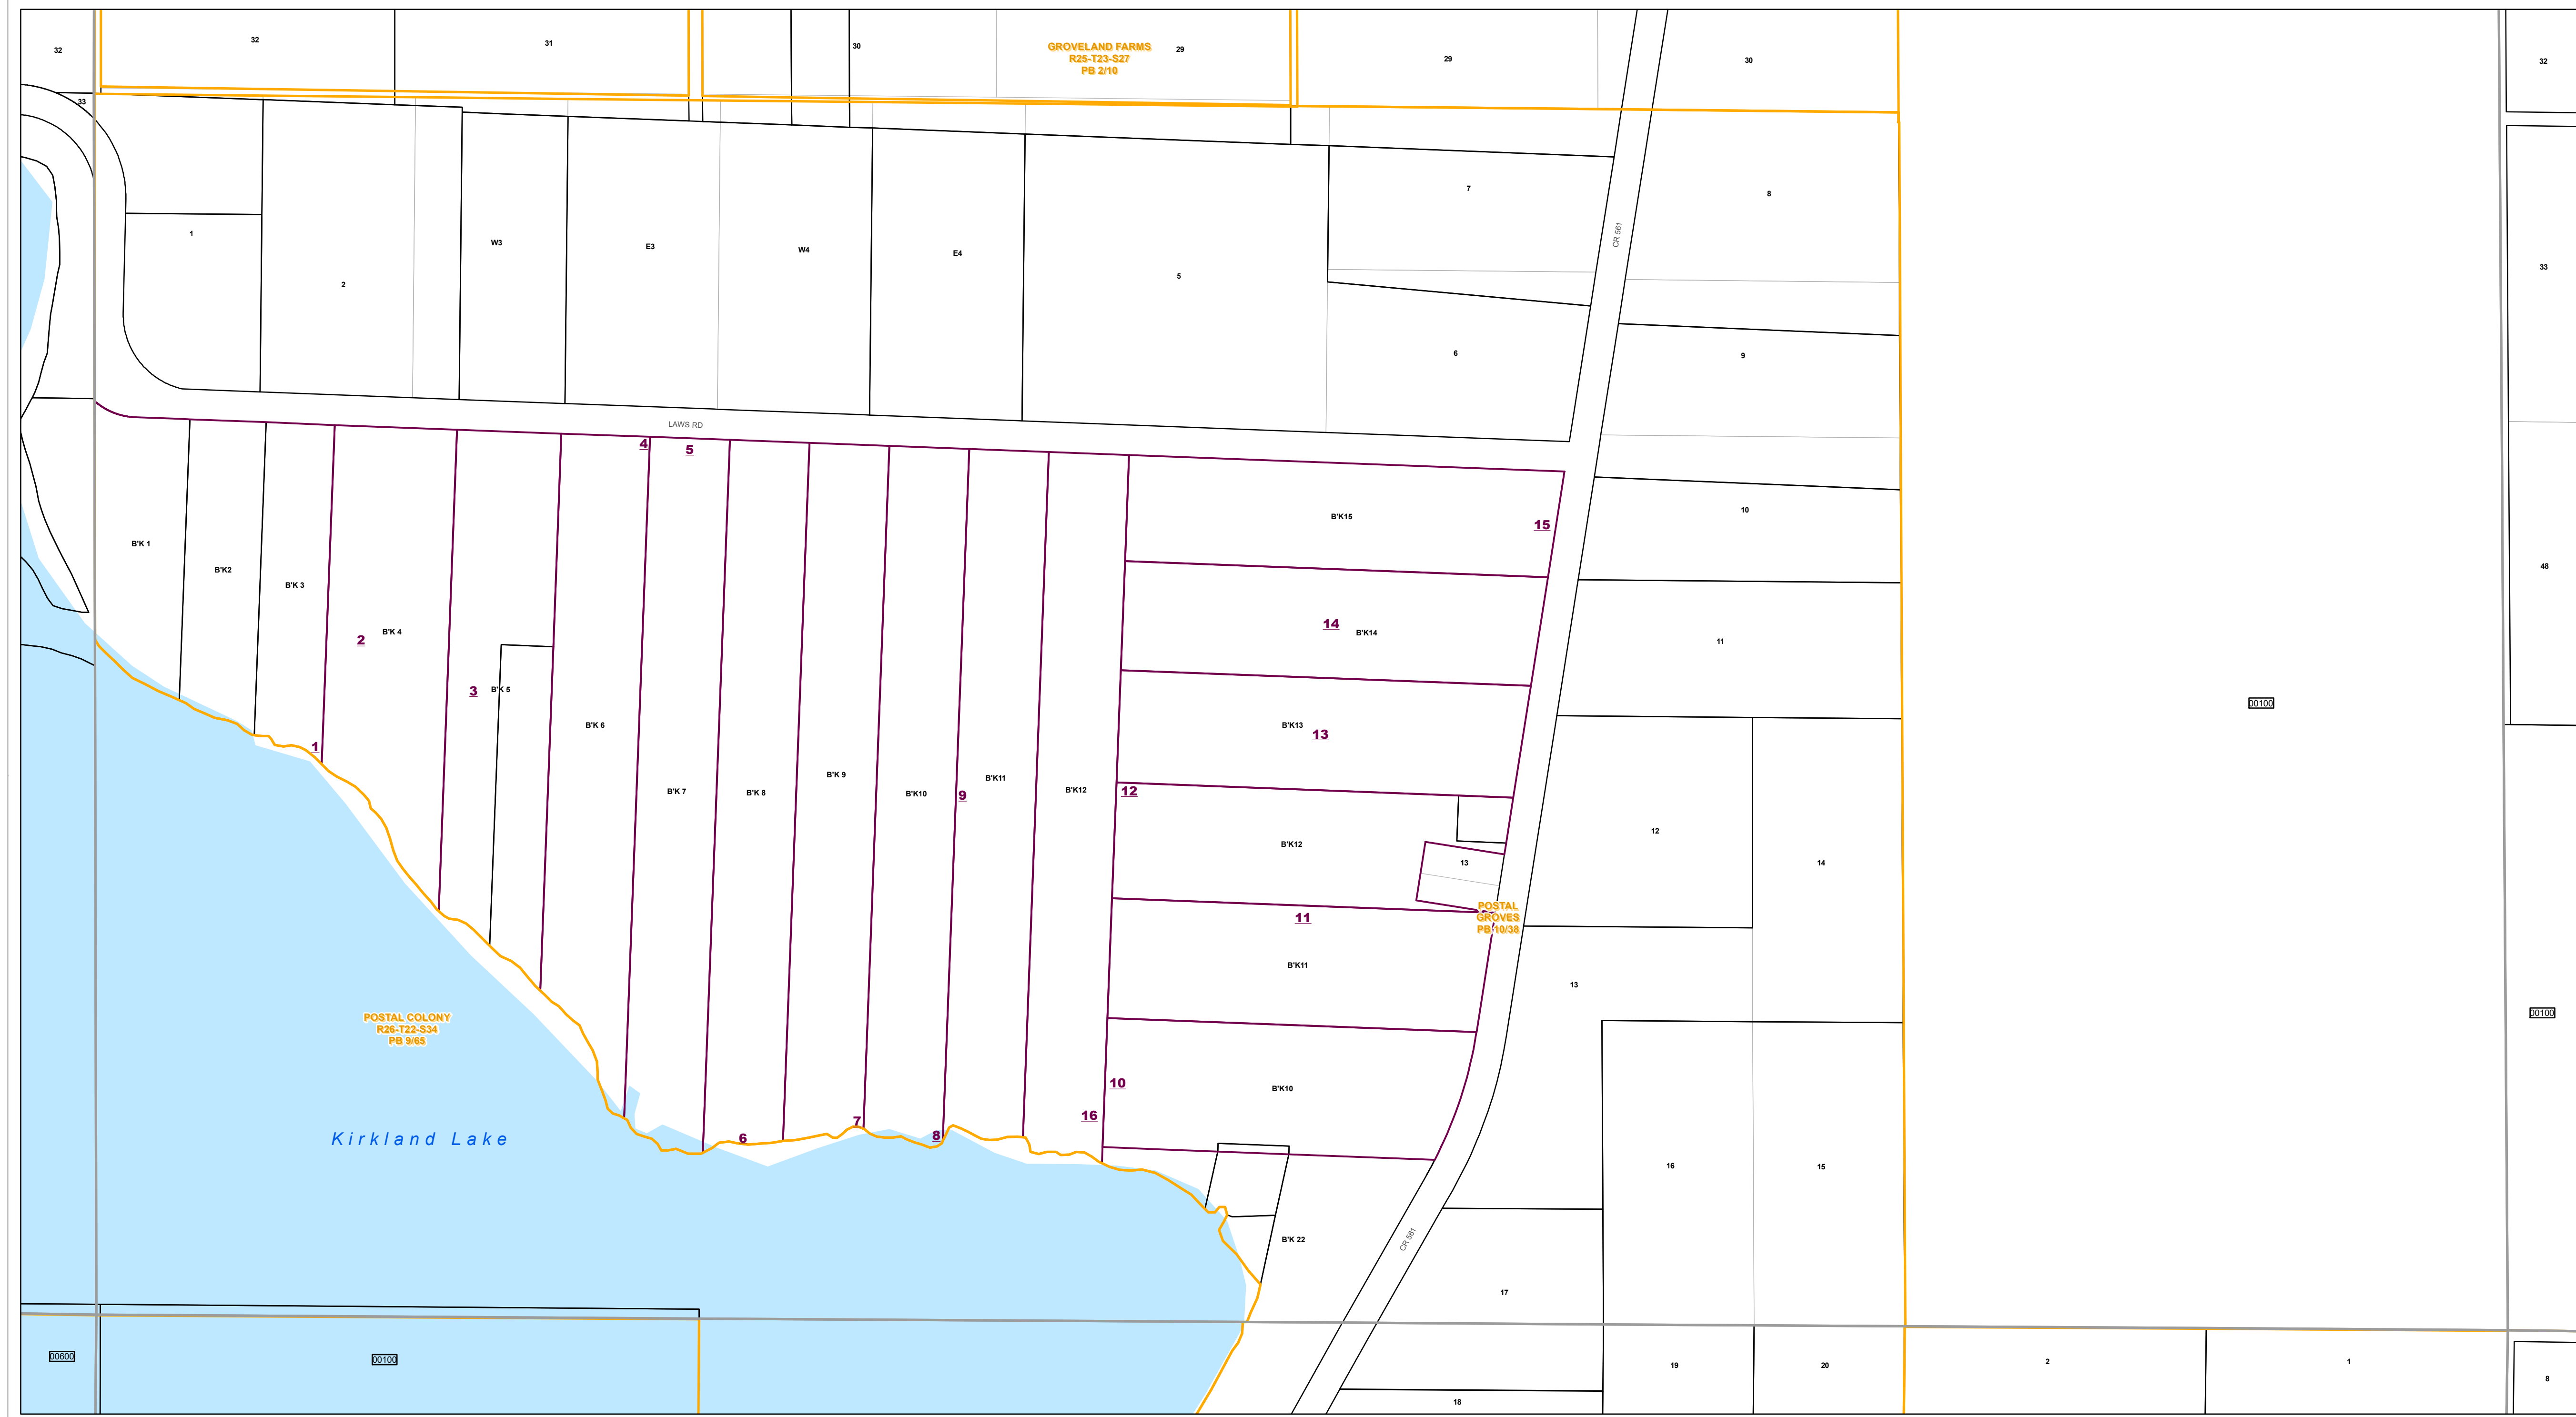 32
32
31
30
GROVELAND FARMS
R25-T23-S27
PB 2/10
29
29
30
32
33
7
8
CR 561
1
2
W3
E3
W4
E4
5
33
6
9
LAWS RD
4
5
B'K 1
B'K2
B'K 3
B'K15
15
10
48
2
B'K 4
14
B'K14
11
3
B'K 5
B'K 6
B'K13
13
00100
1
B'K 7
B'K 8
B'K 9
B'K10
9
B'K11
B'K12
12
B'K12
13
12
14
POSTAL
GROVES
PB 10/38
11
B'K11
13
POSTAL COLONY
R26-T22-S34
PB 9/65
00100
10
B'K10
16
7
8
6
Kirkland Lake
16
15
B'K 22
CR 561
17
00600
00100
19
20
2
1
8
18